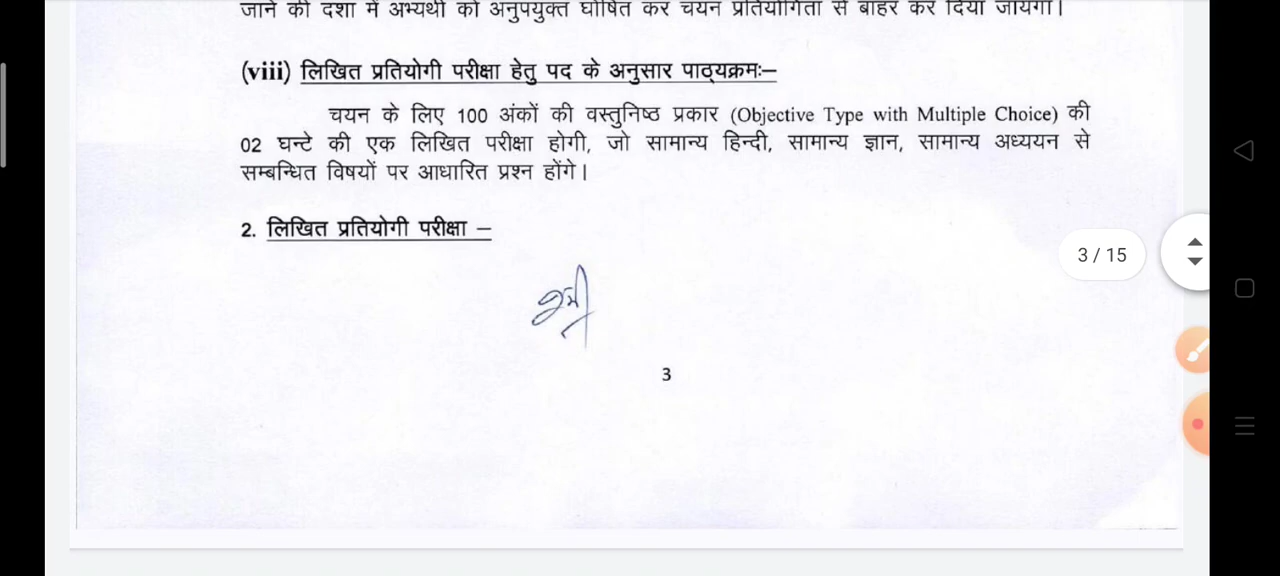 जाने की दशा में अभ्यर्थी को अनुपयुक्त घोषित कर चयन प्रतियोगिता से बाहर कर दिया जायेगा।
(viii) लिखित प्रतियोगी परीक्षा हेतु पद के अनुसार पाठ्यक्रमः–
चयन के लिए 100 अंकों की वस्तुनिष्ठ प्रकार (Objective Type with Multiple Choice) की
02 घन्टे की एक लिखित परीक्षा होगी, जो सामान्य हिन्दी, सामान्य ज्ञान, सामान्य अध्ययन से
सम्बन्धित विषयों पर आधारित प्रश्न होंगे।
2. लिखित प्रतियोगी परीक्षा –
3 / 15
3